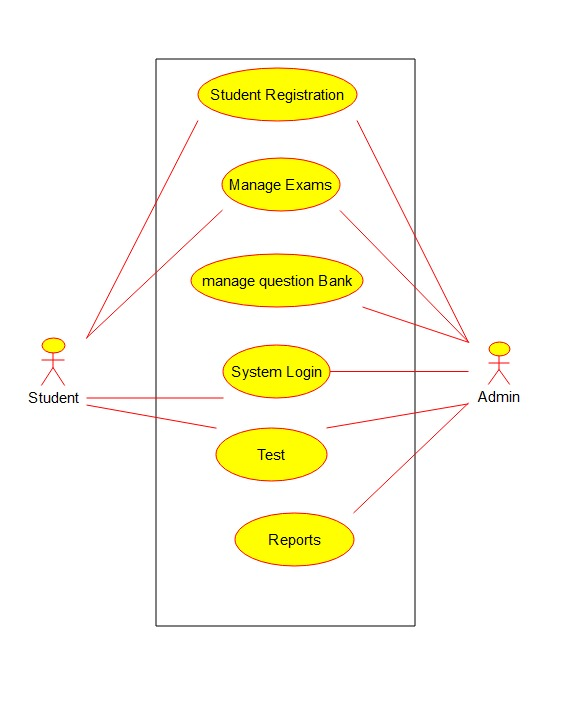 Student Registration
Manage Exams
manage question Bank
System Login
Student
Admin
Test
Reports